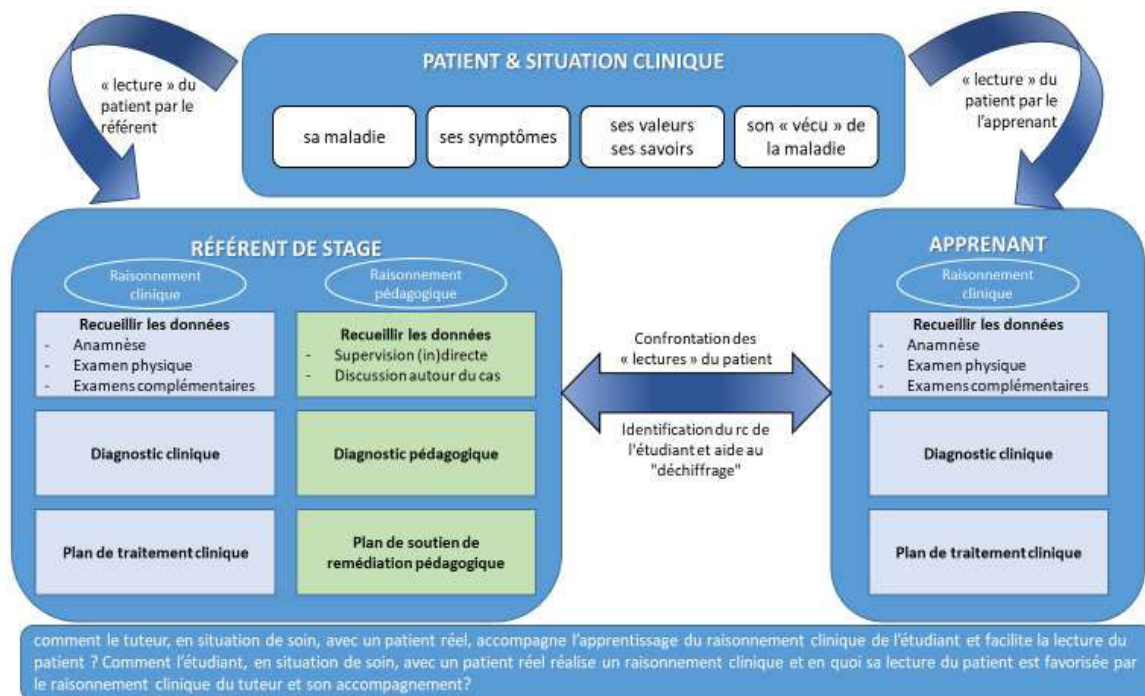 PATIENT & SITUATION CLINIQUE
« lecture » du
patient par le
référent
sa maladie
ses symptômes
ses valeurs
ses savoirs
son « vécu » de
la maladie
« lecture » du
patient par le
l'apprenant
RÉFÉRENT DE STAGE
Raisonnement
clinique
Recueillir les données
- Anamnèse
- Examen physique
- Examens complémentaires
Diagnostic clinique
Plan de traitement clinique
Raisonnement
pédagogique
Recueillir les données
- Supervision (in)directe
- Discussion autour du cas
Diagnostic pédagogique
Plan de soutien de
remédiation pédagogique
Confrontation des
« lectures » du patient
Identification du rc de
l'étudiant et aide au
"déchiffrage"
APPRENANT
Raisonnement
clinique
Recueillir les données
- Anamnèse
- Examen physique
- Examens complémentaires
Diagnostic clinique
Plan de traitement clinique
comment le tuteur, en situation de soin, avec un patient réel, accompagne l'apprentissage du raisonnement clinique de l'étudiant et facilite la lecture du
patient ? Comment l'étudiant, en situation de soin, avec un patient réel réalise un raisonnement clinique et en quoi sa lecture du patient est favorisée par
le raisonnement clinique du tuteur et son accompagnement?